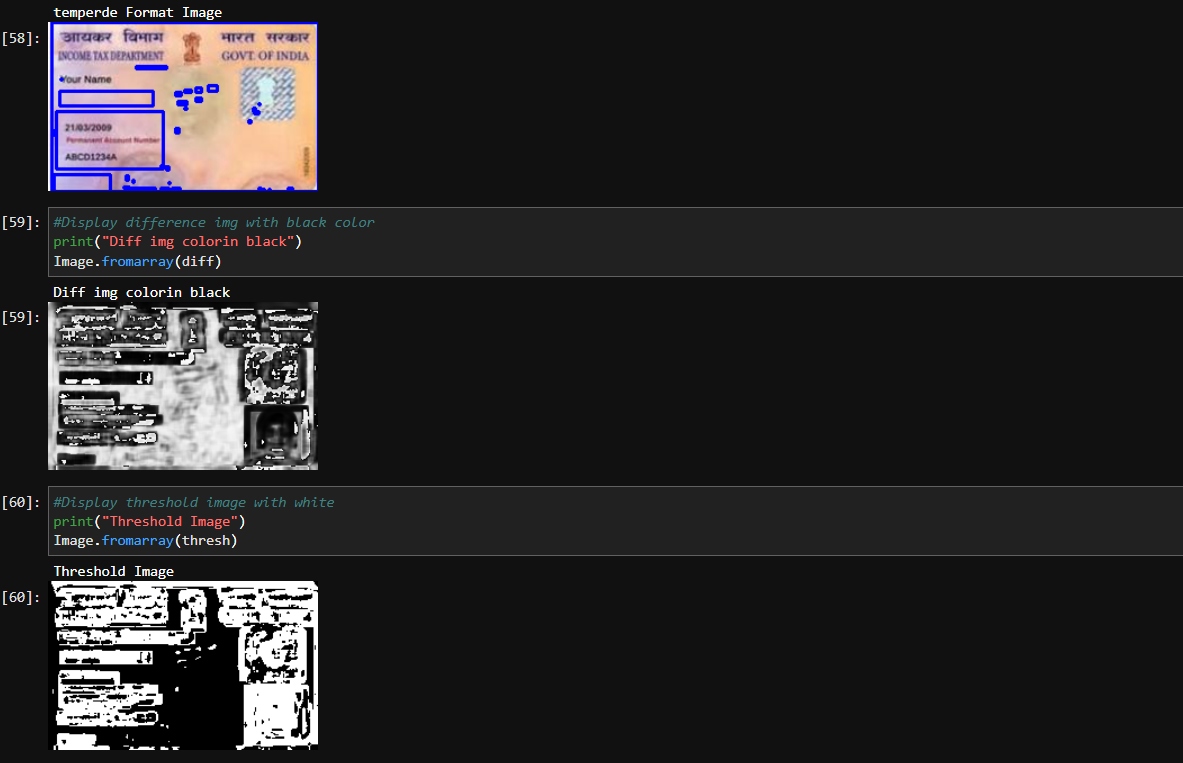 temperde Format Image
[58]:
आयकर विभाग
भारत सरकार
INCOME TAX DEPARTMENT
GOVT. OF INDIA
Your Name
21/03/2009
Permanent Account Number
ABCD1234A
[59]:
#Display difference img with black color
print("Diff img colorin black")
Image.fromarray(diff)
Diff img colorin black
[59]:
[60]:
#Display threshold image with white
print("Threshold Image")
Image.fromarray(thresh)
Threshold Image
[60]: